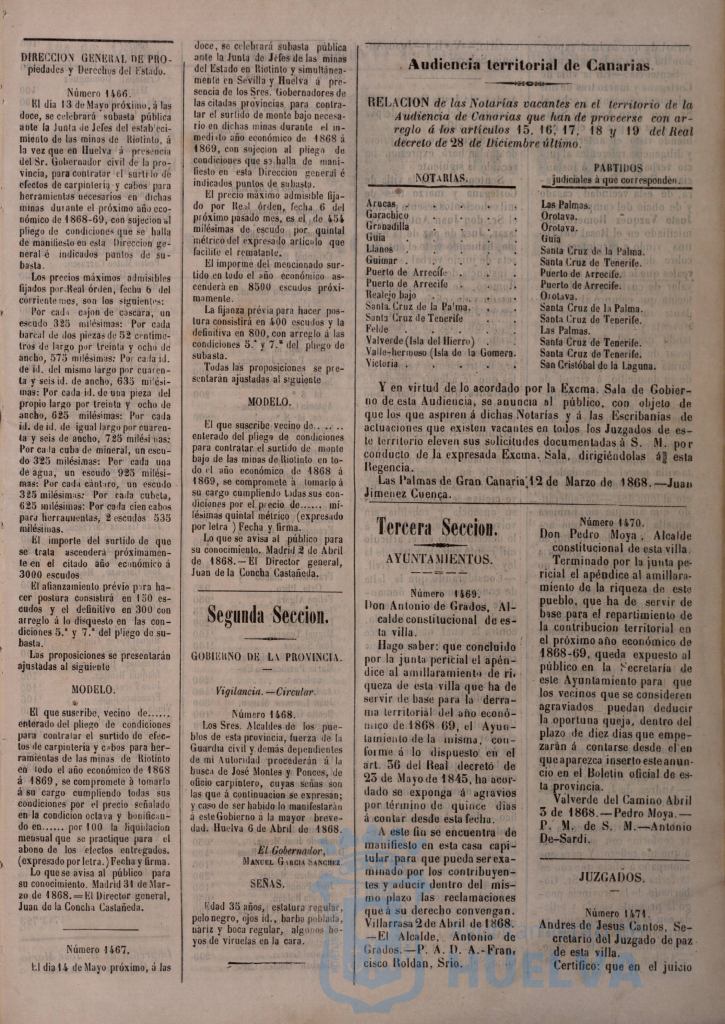 DIRECCION GENERAL DE PRO-
piedades y Derechos del Estado.
Número 1466.
El dia 13 de Mayo próximo, á las
doce, se celebrará subasta pública
ante la Junta de Jefes del estableci-
miento de las minas de Riotinto, á
la vez que en Huelva á presencia
del Sr. Gobernador civil de la pro-
vincia, para contratar el surtido de
efectos de carpinteria y cabos para
herramientas necesarios en dichas
minas durante el próximo año eco-
nómico de 1868-69, con sujecion al
pliego de condiciones que se halla
de manifiesto en esta Direccion ge-
neral é indicados puntos de su-
basta.
Los precios máximos admisibles
fijados por Real órden, fecha 6 del
corriente mes, son los siguientes:
Por cada cajon de cáscara, un
escudo 325 milésimas: Por cada
barcal de dos piezas de 52 centime-
tros de largo por treinta y ocho de
ancho, 575 milésimas: Por cada id.
de id. del mismo largo por cuaren-
ta y seis id de ancho, 635 milési-
mas: Por cada id. de una pieza del
propio largo por treinta y ocho de
ancho, 625 milésimas: Por cada
id. de id. de igual largo por cuaren-
ta y seis de ancho, 725 milésimas:
Por cada cuba de mineral, un escu-
do 325 milésimas: Por cada una
de agua, un escudo 925 milési-
mas: Por cada cántaro, un escudo
325 milésimas: Por cada cubeta,
625 milésimas: Por cada cien cabos
para herramientas, 2 escudos 535
milésimas.
El importe del surtido de que
se trata ascenderá próximamen-
te en el citado año económico á
3000 escudos
El afianzamiento prévio para ha-
cer postura consistirá en 150 es-
cudos y el definitivo en 300 con
arreglo á lo dispuesto en las con-
diciones 5.ª y 7.ª del pliego de su-
basta.
Las proposiciones se presentarán
ajustadas al siguiente
MODELO.
El que suscribe, vecino de......
enterado del pliego de condiciones
para contratar el surtido de efec-
tos de carpinteria y cabos para her-
ramientas de las minas de Riotinto
en todo el año económico de 1868
á 1869, se compromete á tomarlo
á su cargo cumpliendo todas sus
condiciones por el precio señalado
en la condicion octava y bonifican-
do en...... por 100 la liquidacion
mensual que se practique para el
abono de los efectos entregados.
(expresado por letra.) Fecha y firma.
Lo que se avisa al público para
su conocimiento. Madrid 31 de Mar-
zo de 1868.=El Director general,
Juan de la Concha Castañeda.
Número 1467.
El dia 14 de Mayo próximo, á las
doce, se celebrará subasta pública
ante la Junta de Jefes de las minas
del Estado en Riotinto y simultánea-
mente en Sevilla y Huelva á pre-
sencia de los Sres. Gobernadores de
las citadas provincias, para contra-
tar el surtido de monte bajo necesa-
rio en dichas minas durante el in-
mediato año económico de 1868 á
1869, con sujecion al pliego de
condiciones que se halla de mani-
fiesto en esta Direccion general é
indicados puntos de subasta.
El precio máximo admisible fija-
do por Real órden, fecha 6 del
próximo pasado mes, es el de 454
milésimas de escudo por quintal
métrico del expresado articulo que
facilite el rematante.
El importe del mencionado sur-
tido en todo el año económico as-
cenderá en 8500 escudos próxi-
mamente.
La fijanza prévia para hacer pos-
tura consistirá en 400 escudos y la
definitiva en 800, con arreglo á las
condiciones 5.ª y 7.ª del pliego de
subasta.
Todas las proposiciones se pre-
sentarán ajustadas al siguiente
MODELO.
El que suscribe vecino de......
enterado del pliego de condiciones
para contratar el surtido de monte
bajo de las minas de Riotinto en to-
do el año económico de 1868 á
1869, se compromete á tomarlo á
su cargo cumpliendo todas sus con-
diciones por el precio de...... mi-
lésimas quintal métrico (expresado
por letra ) Fecha y firma.
Lo que se avisa al público para
su conocimiento. Madrid 2 de Abril
de 1868.—El Director general,
Juan de la Concha Castañeda.
Segunda Seccion.
GOBIERNO DE LA PROVINCIA.
Vigilancia.—Circular.
Número 1468.
Los Sres. Alcaldes de los pue-
blos de esta provincia, fuerza de la
Guardia civil y demás dependientes
de mi Autoridad procederán á la
busca de José Montes y Ponces, de
oficio carpintero, cuyas señas son
las que á continuacion se expresan;
y caso de ser habido lo manifestarán
á este Gobierno á la mayor breve-
dad. Huelva 6 de Abril de 1868.
El Gobernador,
MANUEL GARCIA SANCHEZ
SEÑAS.
Edad 35 años, estatura regular,
pelo negro, ojos id., barba poblada,
nariz y boca regular, algunos ho-
yos de viruelas en la cara.
Audiencia territorial de Canarias
RELACION de las Notarías vacantes en el territorio de la
Audiencia de Canarias que han de proveerse con ar-
reglo á los artículos 15, 16, 17, 18 y 19 del Real
decreto de 28 de Diciembre último.
NOTARIAS. PARTIDOS
judiciales á que corresponden.
Arucas . . . Las Palmas.
Garachico . . . Orotava.
Granadilla . . . Orotava.
Guia . . . Guia
Llanos . . . Santa Cruz de la Palma.
Guimar . . . Santa Cruz de Tenerife.
Puerto de Arrecife . . . Puerto de Arrecife.
Puerto de Arrecife . . . Puerto de Arrecife.
Realejo bajo . . . Orotava.
Santa Cruz de la Palma. . . Santa Cruz de la Palma.
Santa Cruz de Tenerife . . Santa Cruz de Tenerife.
Felde . . . Las Palmas.
Valverde (Isla del Hierro) . . Santa Cruz de Tenerife.
Valle-hermoso (Isla de la Gomera. Santa Cruz de Tenerife.
Victoria . . . San Cristóbal de la Laguna.
Y en virtud de lo acordado por la Excma. Sala de Gobier-
no de esta Audiencia, se anuncia al público, con objeto de
que los que aspiren á dichas Notarías y á las Escribanias de
actuaciones que existen vacantes en todos los Juzgados de es-
te territorio eleven sus solicitudes documentadas á S. M. por
conducto de la expresada Excma. Sala, dirigiéndolas á esta
Regencia.
Las Palmas de Gran Canaria, 12 de Marzo de 1868.—Juan
Jimenez Cuenca.
Tercera Seccion.
AYUNTAMIENTOS.
Número 1469.
Don Antonio de Grados, Al-
calde constitucional de es-
ta villa.
Hago saber: que concluido
por la junta pericial el apén-
dice al amillaramiento de ri-
queza de esta villa que ha de
servir de base para la derra-
ma territorial del año econó-
mico de 1868 69, el Ayun-
tamiento de la misma, con-
forme á lo dispuesto en el
art. 36 del Real decreto de
23 de Mayo de 1845, ha acor-
dado se exponga á agravios
por término de quince dias
á contar desde esta fecha.
A este fin se encuentra de
manifiesto en esta casa capi-
tular para que pueda ser exa-
minado por los contribuyen-
tes y aducir dentro del mis-
mo plazo las reclamaciones
que á su derecho convengan.
Villarrasa 2 de Abril de 1868.
—El Alcalde, Antonio de
Grados.—P. A. D. A.-Fran-
cisco Roldan, Srio.
Número 1470.
Don Pedro Moya, Alcalde
constitucional de esta villa.
Terminado por la junta pe-
ricial el apéndice al amillara-
miento de la riqueza de este
pueblo, que ha de servir de
base para el repartimiento de
la contribucion territorial en
el próximo año económico de
1868-69, queda expuesto al
público en la Secretaria de
este Ayuntamiento para que
los vecinos que se consideren
agraviados puedan deducir
la oportuna queja, dentro del
plazo de diez dias que empe-
zarán á contarse desde el en
que aparezca inserto este anun-
cio en el Boletin oficial de es-
ta provincia.
Valverde del Camino Abril
3 de 1868.—Pedro Moya.—
P. M. de S. M.—Antonio
De-Sardi.
JUZGADOS.
Número 1471.
Andres de Jesus Cantos, Se-
cretario del Juzgado de paz
de esta villa.
Certifico: que en el juicio
HUELVA